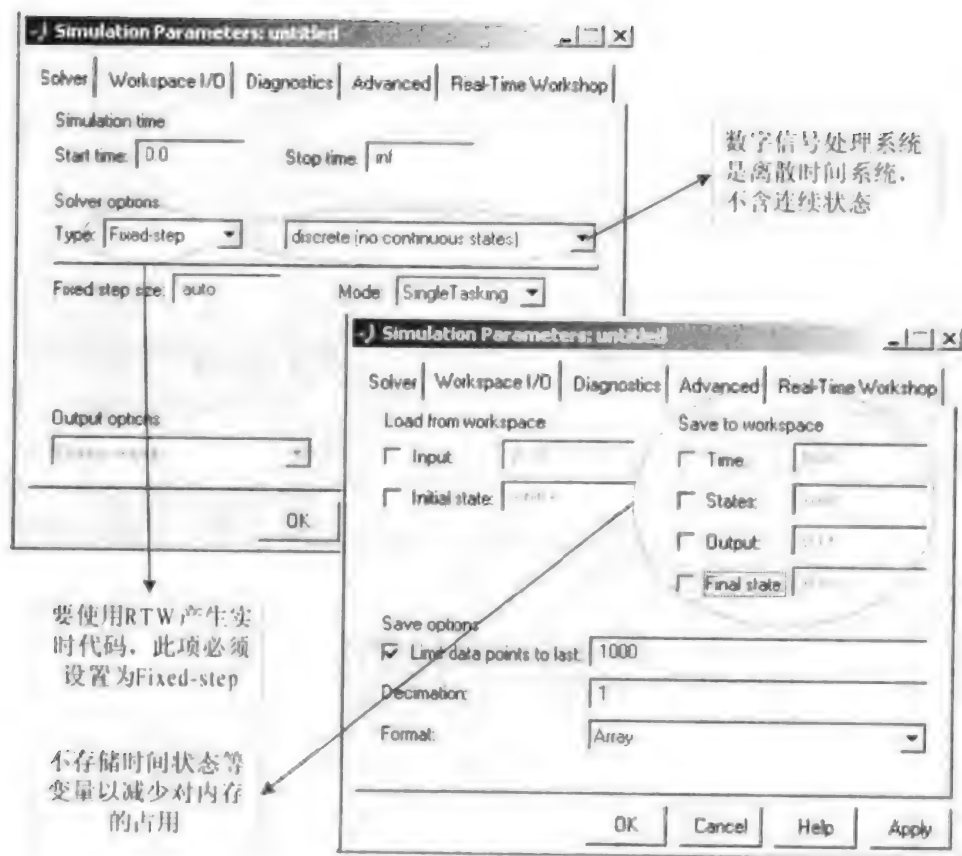 Simulation Parameters: untitled
Solver Workspace I/O Diagnostics Advanced Real-Time Workshop
Simulation time
Start time: 0.0 Stop time: inf
Solver options
Type: Fixed-step discrete (no continuous states)
Fixed step size: auto Mode: SingleTasking
Output options
OK
数字信号处理系统
是离散时间系统,
不含连续状态
Simulation Parameters: untitled
Solver Workspace I/O Diagnostics Advanced Real-Time Workshop
Load from workspace
Input:
Initial state:
Save to workspace
Time:
States:
Output:
Final state:
Save options
Limit data points to last: 1000
Decimation: 1
Format: Array
OK Cancel Help Apply
要使用RTW产生实
时代码,此项必须
设置为Fixed-step
不存储时间状态等
变量以减少对内存
的占用